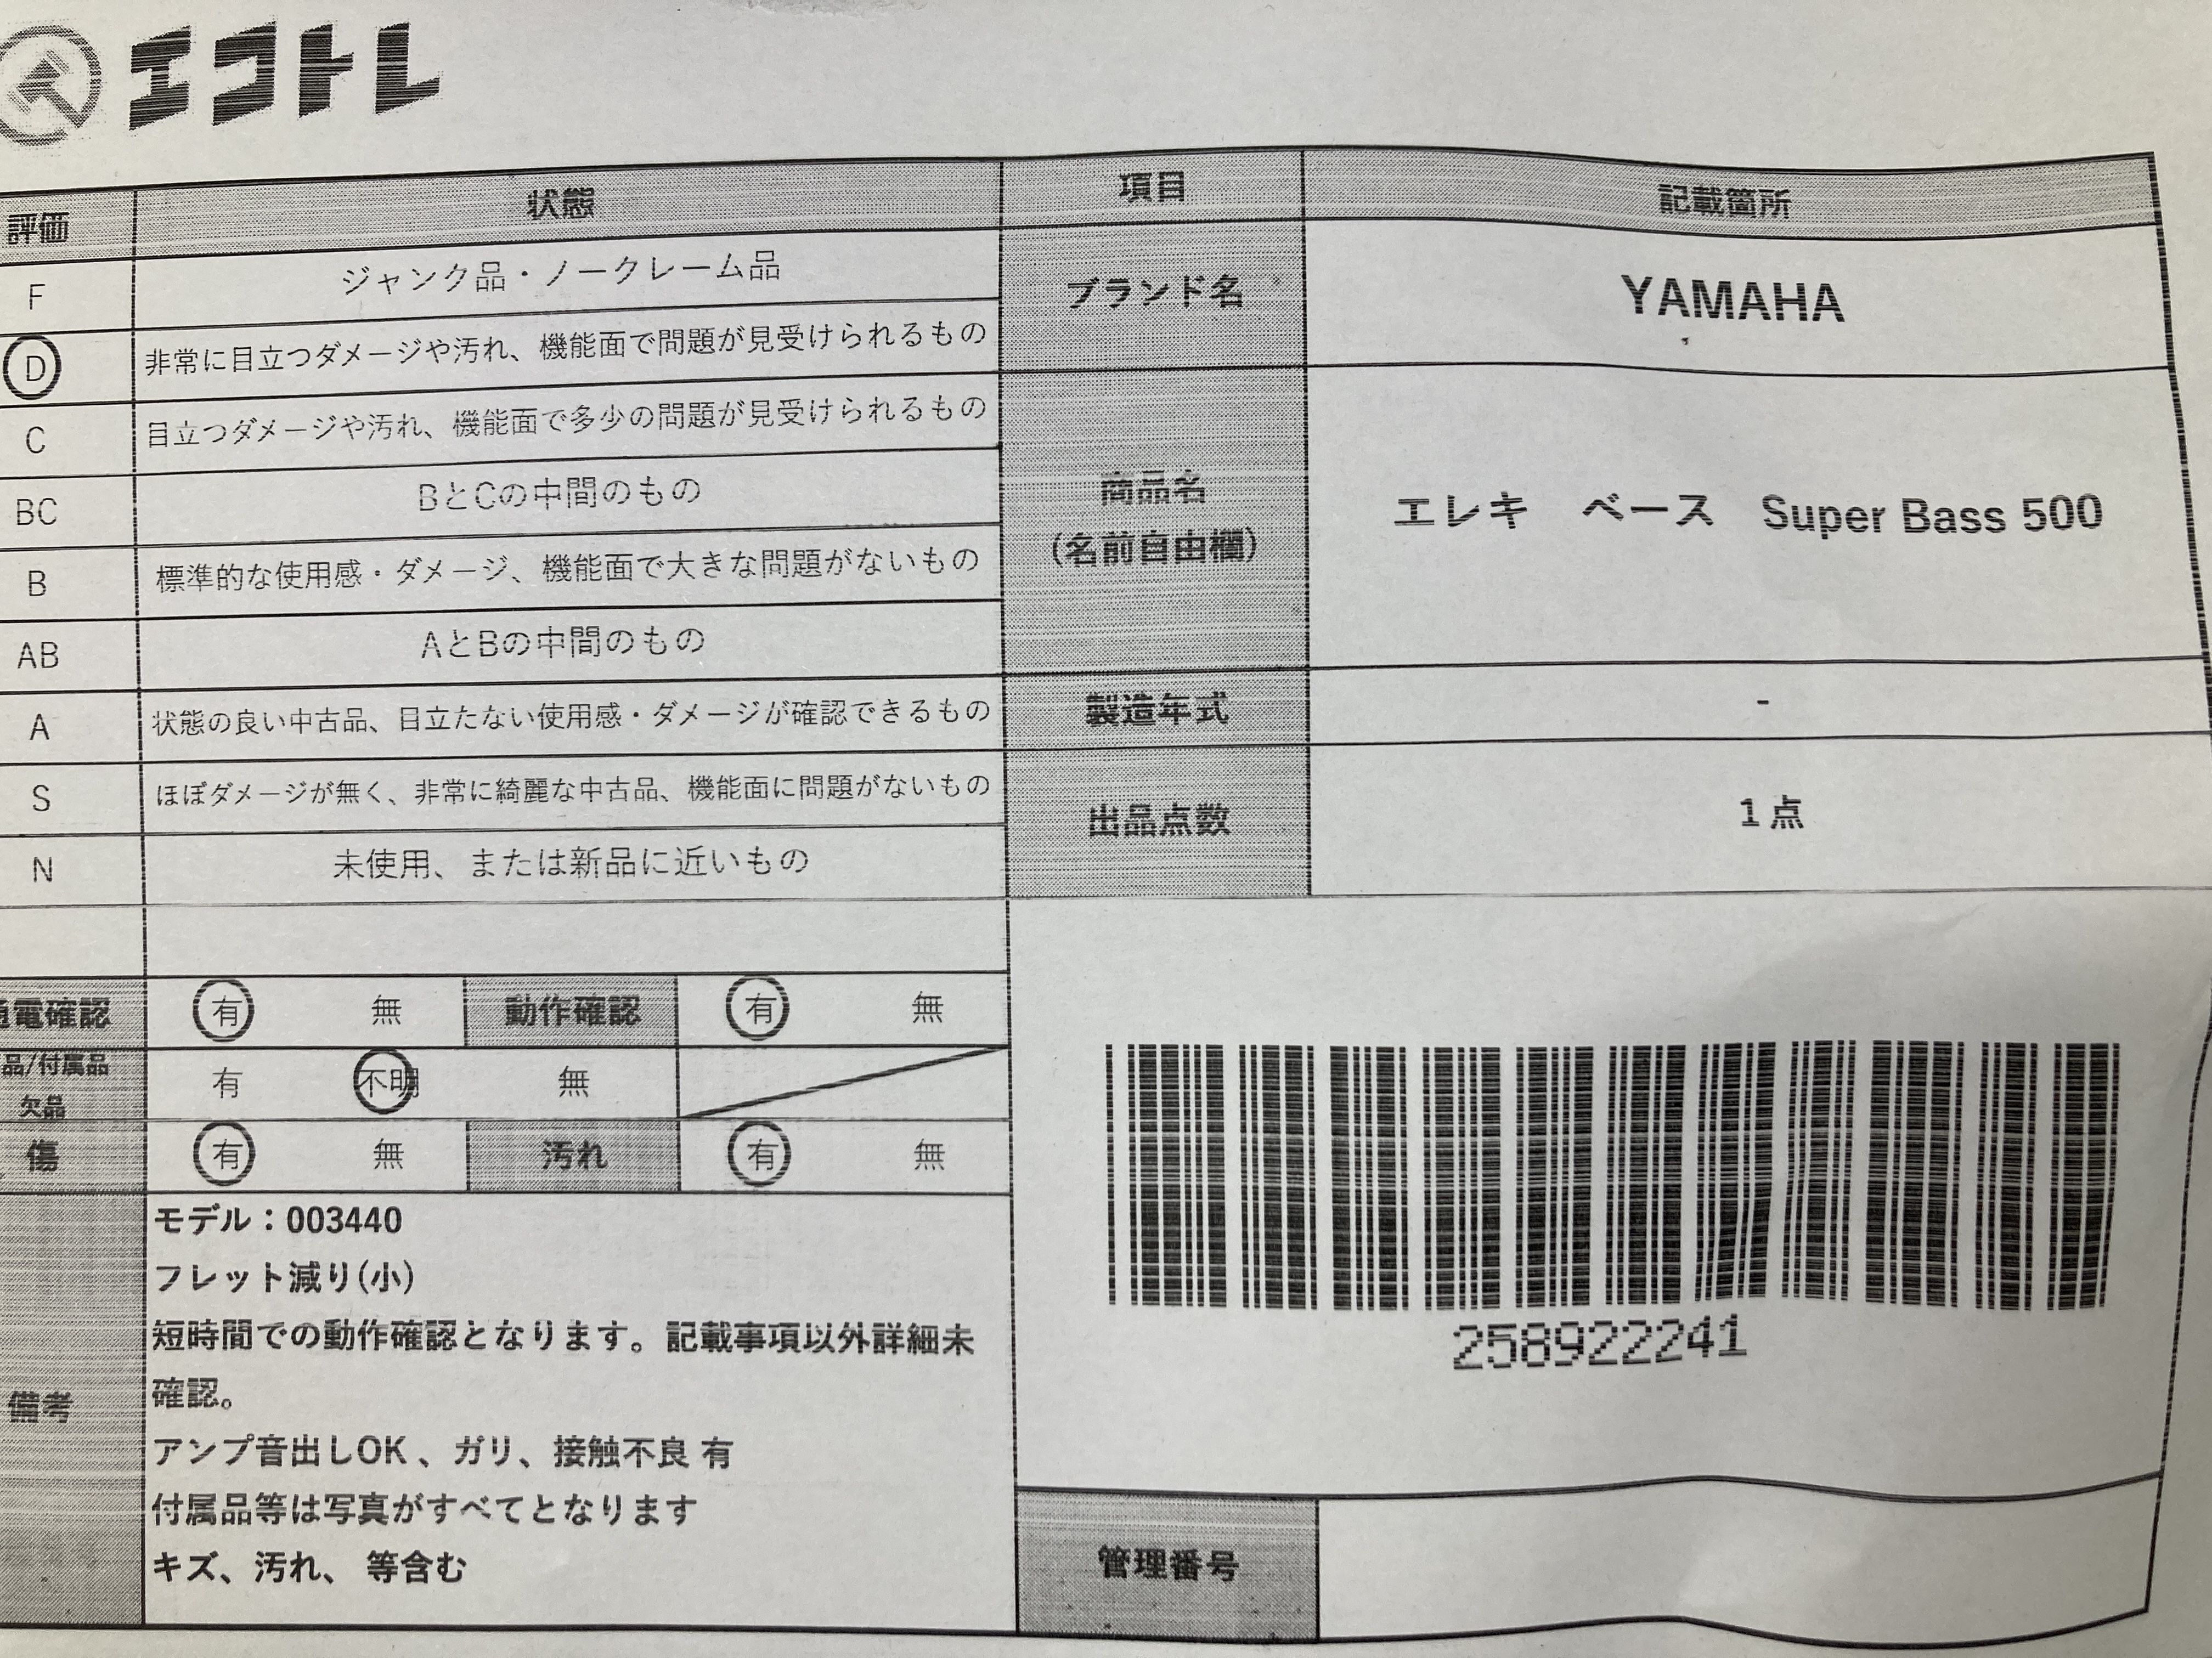 エコトレ
評価 状態 項目 記載箇所
F ジャンク品・ノークレーム品
ブランド名 YAMAHA
D 非常に目立つダメージや汚れ、機能面で問題が見受けられるもの
C 目立つダメージや汚れ、機能面で多少の問題が見受けられるもの
BC BとCの中間のもの
商品名
(名前自由欄)
エレキ ベース Super Bass 500
B 標準的な使用感・ダメージ、機能面で大きな問題がないもの
AB AとBの中間のもの
A 状態の良い中古品、目立たない使用感・ダメージが確認できるもの
製造年式 -
S ほぼダメージが無く、非常に綺麗な中古品、機能面に問題がないもの
出品点数 1点
N 未使用、または新品に近いもの
通電確認 有 無 動作確認 有 無
品/付属品
欠品
有 不明 無
傷 有 無 汚れ 有 無
備考
モデル：003440
フレット減り(小)
短時間での動作確認となります。記載事項以外詳細未
確認。
アンプ音出しOK、ガリ、接触不良 有
付属品等は写真がすべてとなります
キズ、汚れ、 等含む
258922241
管理番号